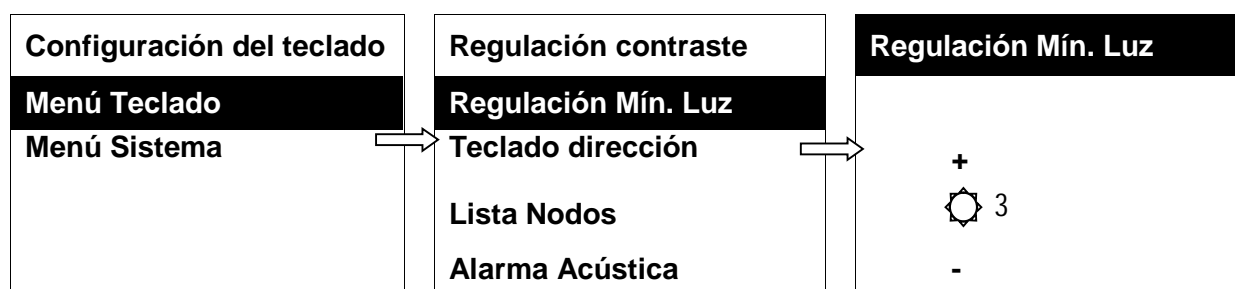 Configuración del teclado
Menú Teclado
Menú Sistema
Regulación contraste
Regulación Mín. Luz
Teclado dirección
Lista Nodos
Alarma Acústica
Regulación Mín. Luz
+
3
-